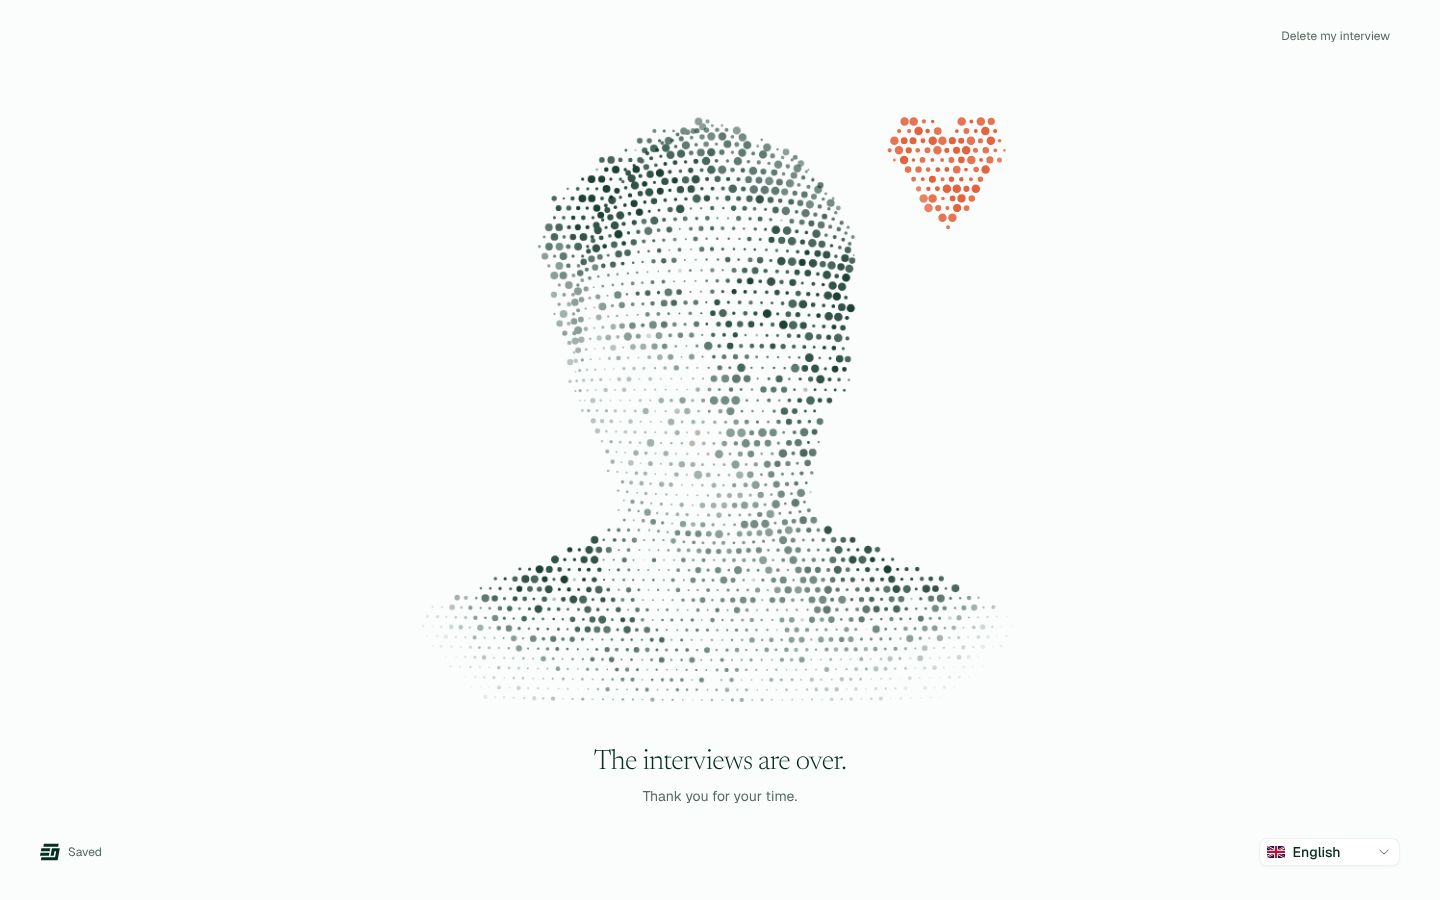 Delete my interview
The interviews are over.
Thank you for your time.
Saved
English